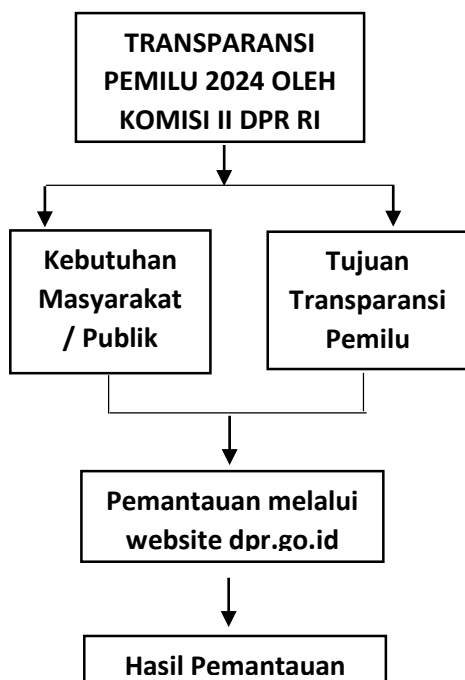 TRANSPARANSI
PEMILU 2024 OLEH
KOMISI II DPR RI
Kebutuhan
Masyarakat
/ Publik
Tujuan
Transparansi
Pemilu
Pemantauan melalui
website dpr.go.id
Hasil Pemantauan